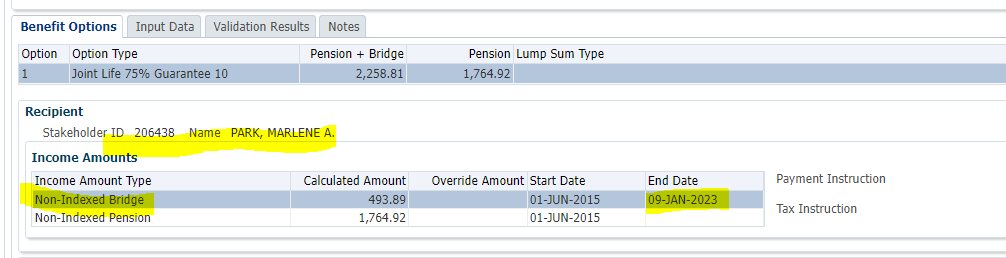 Benefit Options Input Data Validation Results Notes
Option Option Type Pension + Bridge Pension Lump Sum Type
1 Joint Life 75% Guarantee 10 2,258.81 1,764.92
Recipient
Stakeholder ID 206438 Name PARK, MARLENE A.
Income Amounts
Income Amount Type Calculated Amount Override Amount Start Date End Date Payment Instruction
Non-Indexed Bridge 493.89 01-JUN-2015 09-JAN-2023 Tax Instruction
Non-Indexed Pension 1,764.92 01-JUN-2015